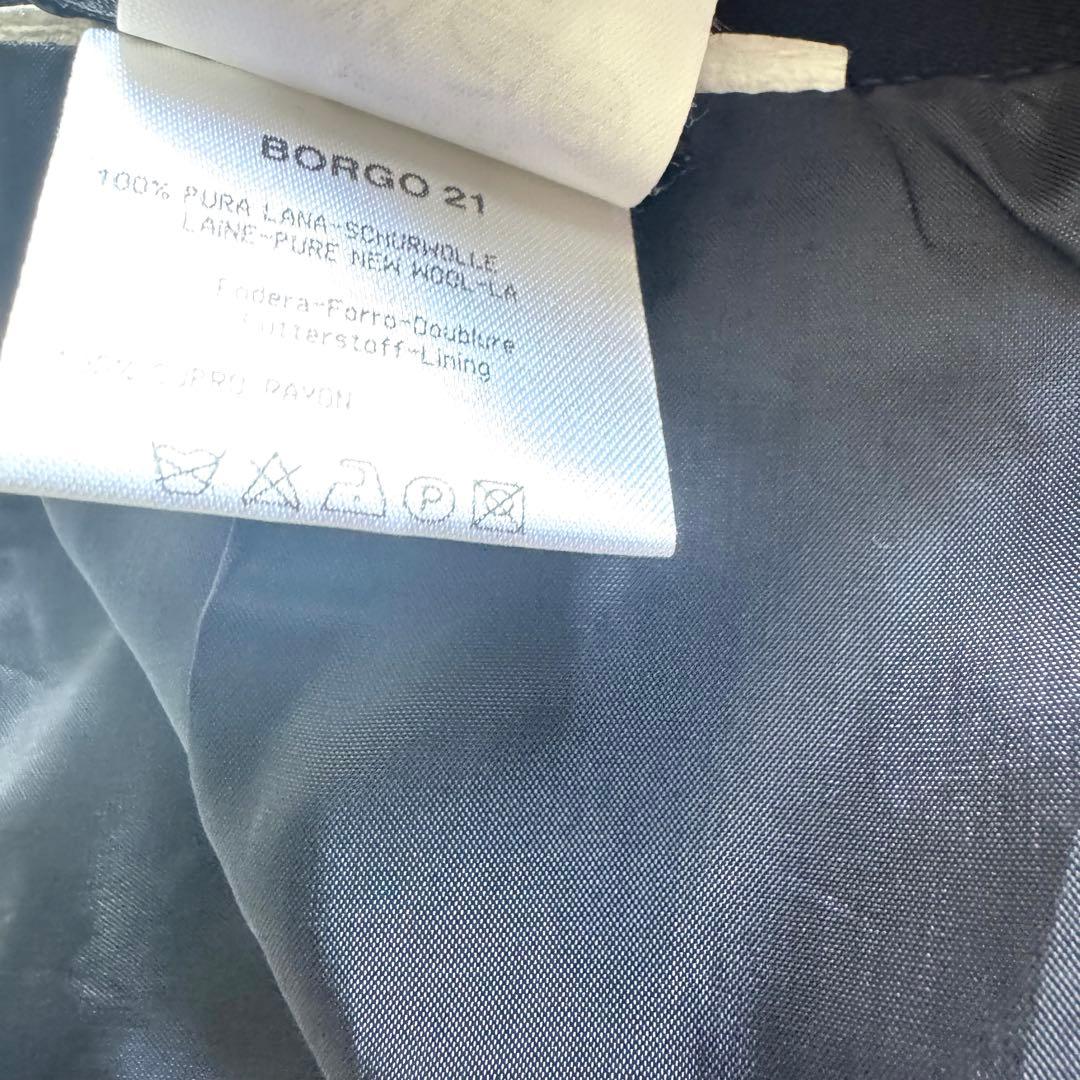 BORGO 21
100% PURA LANA-SCHURWOLLE
LAINE-PURE NEW WOOL-LA
Fodera-Forro-Doublure
Futterstoff-Lining
RAYON
P